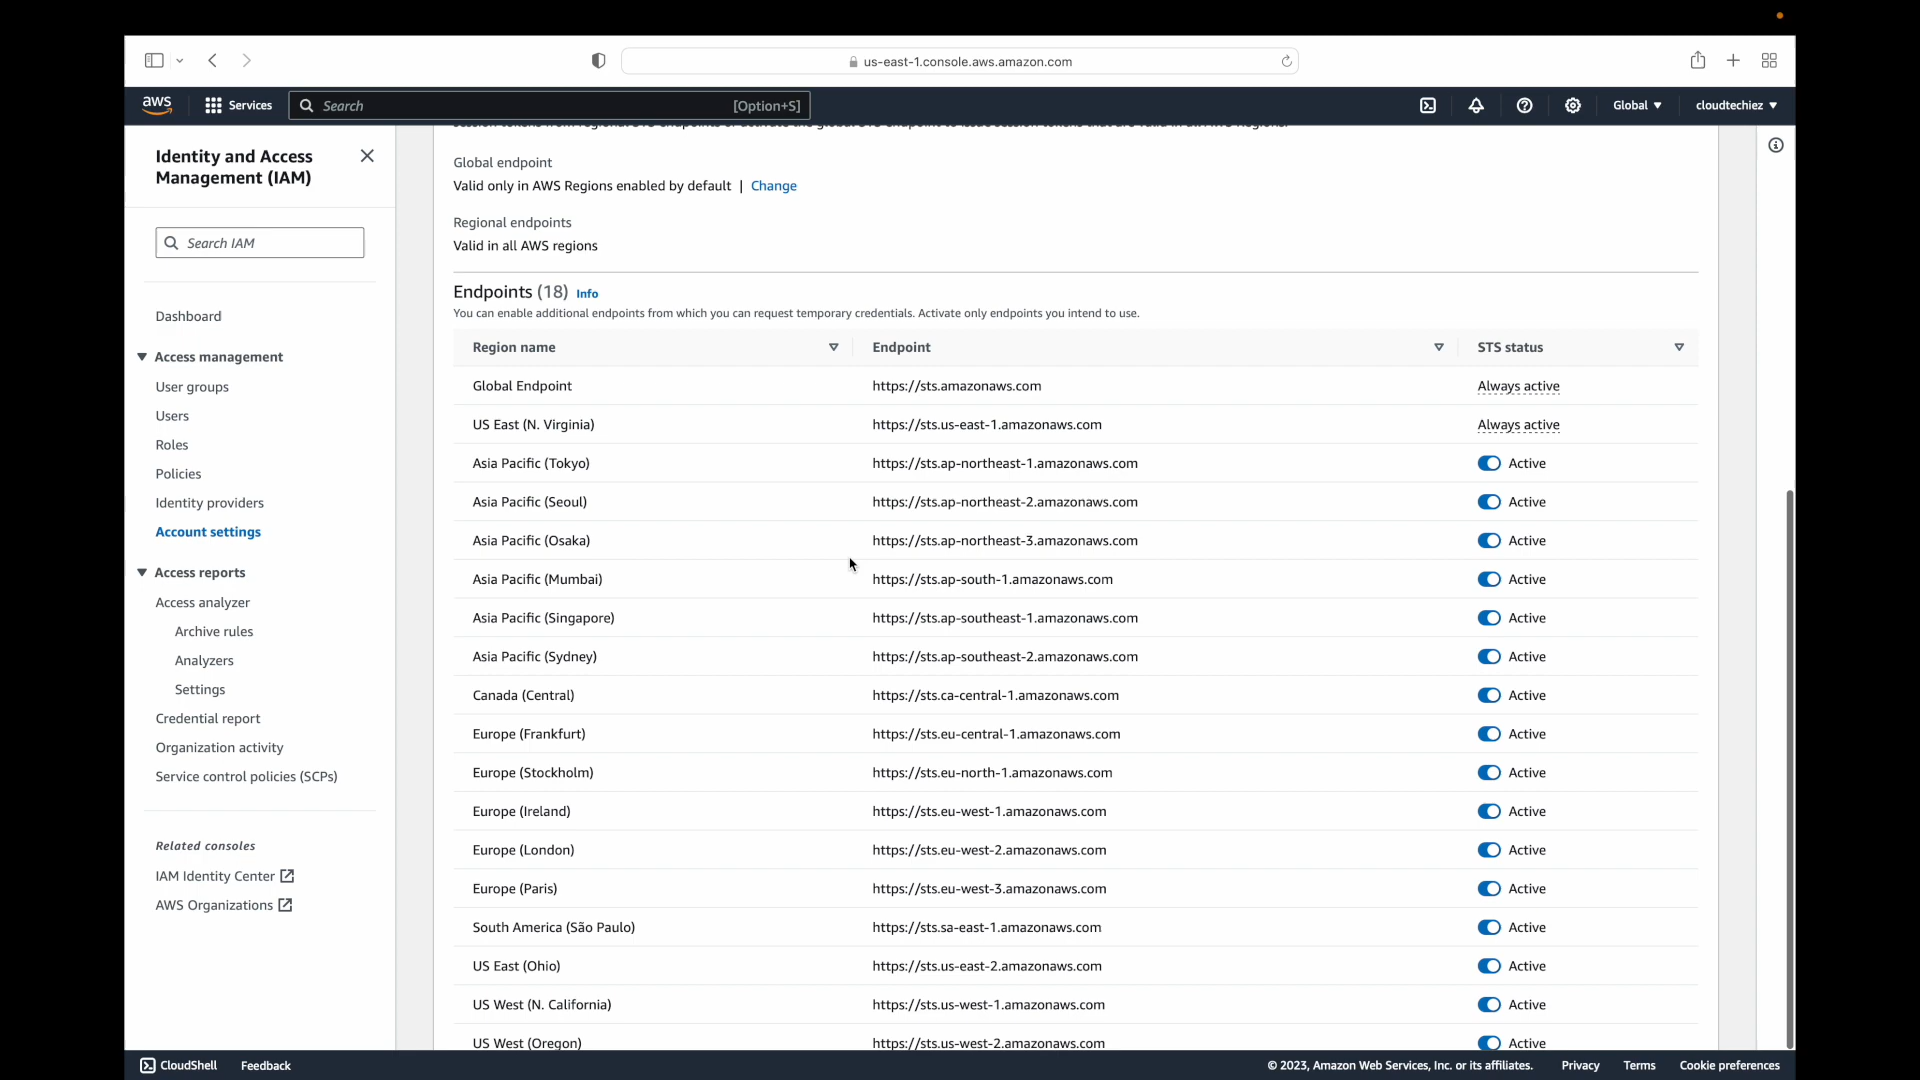 us-east-1.console.aws.amazon.com
aws
Services
Search
[Option+S]
Global
cloudtechiez
Identity and Access
Management (IAM)
Search IAM
Dashboard
Access management
User groups
Users
Roles
Policies
Identity providers
Account settings
Access reports
Access analyzer
Archive rules
Analyzers
Settings
Credential report
Organization activity
Service control policies (SCPs)
Related consoles
IAM Identity Center
AWS Organizations
Global endpoint
Valid only in AWS Regions enabled by default | Change
Regional endpoints
Valid in all AWS regions
Endpoints (18) Info
You can enable additional endpoints from which you can request temporary credentials. Activate only endpoints you intend to use.
Region name Endpoint STS status
Global Endpoint https://sts.amazonaws.com Always active
US East (N. Virginia) https://sts.us-east-1.amazonaws.com Always active
Asia Pacific (Tokyo) https://sts.ap-northeast-1.amazonaws.com Active
Asia Pacific (Seoul) https://sts.ap-northeast-2.amazonaws.com Active
Asia Pacific (Osaka) https://sts.ap-northeast-3.amazonaws.com Active
Asia Pacific (Mumbai) https://sts.ap-south-1.amazonaws.com Active
Asia Pacific (Singapore) https://sts.ap-southeast-1.amazonaws.com Active
Asia Pacific (Sydney) https://sts.ap-southeast-2.amazonaws.com Active
Canada (Central) https://sts.ca-central-1.amazonaws.com Active
Europe (Frankfurt) https://sts.eu-central-1.amazonaws.com Active
Europe (Stockholm) https://sts.eu-north-1.amazonaws.com Active
Europe (Ireland) https://sts.eu-west-1.amazonaws.com Active
Europe (London) https://sts.eu-west-2.amazonaws.com Active
Europe (Paris) https://sts.eu-west-3.amazonaws.com Active
South America (São Paulo) https://sts.sa-east-1.amazonaws.com Active
US East (Ohio) https://sts.us-east-2.amazonaws.com Active
US West (N. California) https://sts.us-west-1.amazonaws.com Active
US West (Oregon) https://sts.us-west-2.amazonaws.com Active
CloudShell Feedback © 2023, Amazon Web Services, Inc. or its affiliates. Privacy Terms Cookie preferences